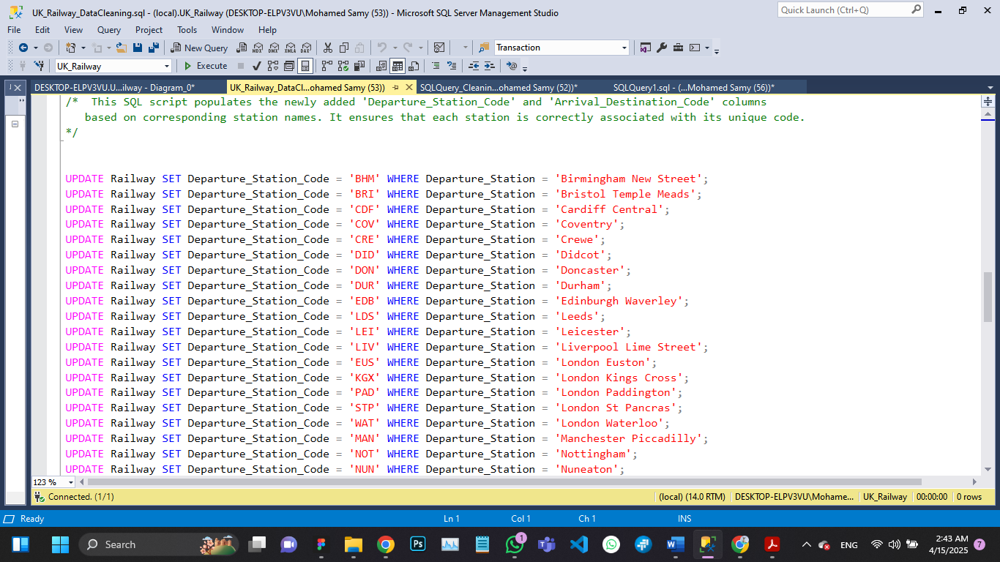 UK_Railway_DataCleaning.sql - (local).UK_Railway (DESKTOP-ELPV3VU\Mohamed Samy (53)) - Microsoft SQL Server Management Studio
Quick Launch (Ctrl+Q)
File Edit View Query Project Tools Window Help
New Query MDX DMX XMLA DAX Transaction
UK_Railway Execute
DESKTOP-ELPV3VU.U...ilway - Diagram_0* UK_Railway_DataCl...ohamed Samy (53)) SQLQuery_Cleanin...ohamed Samy (52))* SQLQuery1.sql - (...Mohamed Samy (56))*
/*  This SQL script populates the newly added 'Departure_Station_Code' and 'Arrival_Destination_Code' columns
based on corresponding station names. It ensures that each station is correctly associated with its unique code.
*/
UPDATE Railway SET Departure_Station_Code = 'BHM' WHERE Departure_Station = 'Birmingham New Street';
UPDATE Railway SET Departure_Station_Code = 'BRI' WHERE Departure_Station = 'Bristol Temple Meads';
UPDATE Railway SET Departure_Station_Code = 'CDF' WHERE Departure_Station = 'Cardiff Central';
UPDATE Railway SET Departure_Station_Code = 'COV' WHERE Departure_Station = 'Coventry';
UPDATE Railway SET Departure_Station_Code = 'CRE' WHERE Departure_Station = 'Crewe';
UPDATE Railway SET Departure_Station_Code = 'DID' WHERE Departure_Station = 'Didcot';
UPDATE Railway SET Departure_Station_Code = 'DON' WHERE Departure_Station = 'Doncaster';
UPDATE Railway SET Departure_Station_Code = 'DUR' WHERE Departure_Station = 'Durham';
UPDATE Railway SET Departure_Station_Code = 'EDB' WHERE Departure_Station = 'Edinburgh Waverley';
UPDATE Railway SET Departure_Station_Code = 'LDS' WHERE Departure_Station = 'Leeds';
UPDATE Railway SET Departure_Station_Code = 'LEI' WHERE Departure_Station = 'Leicester';
UPDATE Railway SET Departure_Station_Code = 'LIV' WHERE Departure_Station = 'Liverpool Lime Street';
UPDATE Railway SET Departure_Station_Code = 'EUS' WHERE Departure_Station = 'London Euston';
UPDATE Railway SET Departure_Station_Code = 'KGX' WHERE Departure_Station = 'London Kings Cross';
UPDATE Railway SET Departure_Station_Code = 'PAD' WHERE Departure_Station = 'London Paddington';
UPDATE Railway SET Departure_Station_Code = 'STP' WHERE Departure_Station = 'London St Pancras';
UPDATE Railway SET Departure_Station_Code = 'WAT' WHERE Departure_Station = 'London Waterloo';
UPDATE Railway SET Departure_Station_Code = 'MAN' WHERE Departure_Station = 'Manchester Piccadilly';
UPDATE Railway SET Departure_Station_Code = 'NOT' WHERE Departure_Station = 'Nottingham';
UPDATE Railway SET Departure_Station_Code = 'NUN' WHERE Departure_Station = 'Nuneaton';
123 %
Connected. (1/1) (local) (14.0 RTM) DESKTOP-ELPV3VU\Mohame... UK_Railway 00:00:00 0 rows
Ready Ln 1 Col 1 Ch 1 INS
Search Ps 1 ENG 2:43 AM 7
4/15/2025